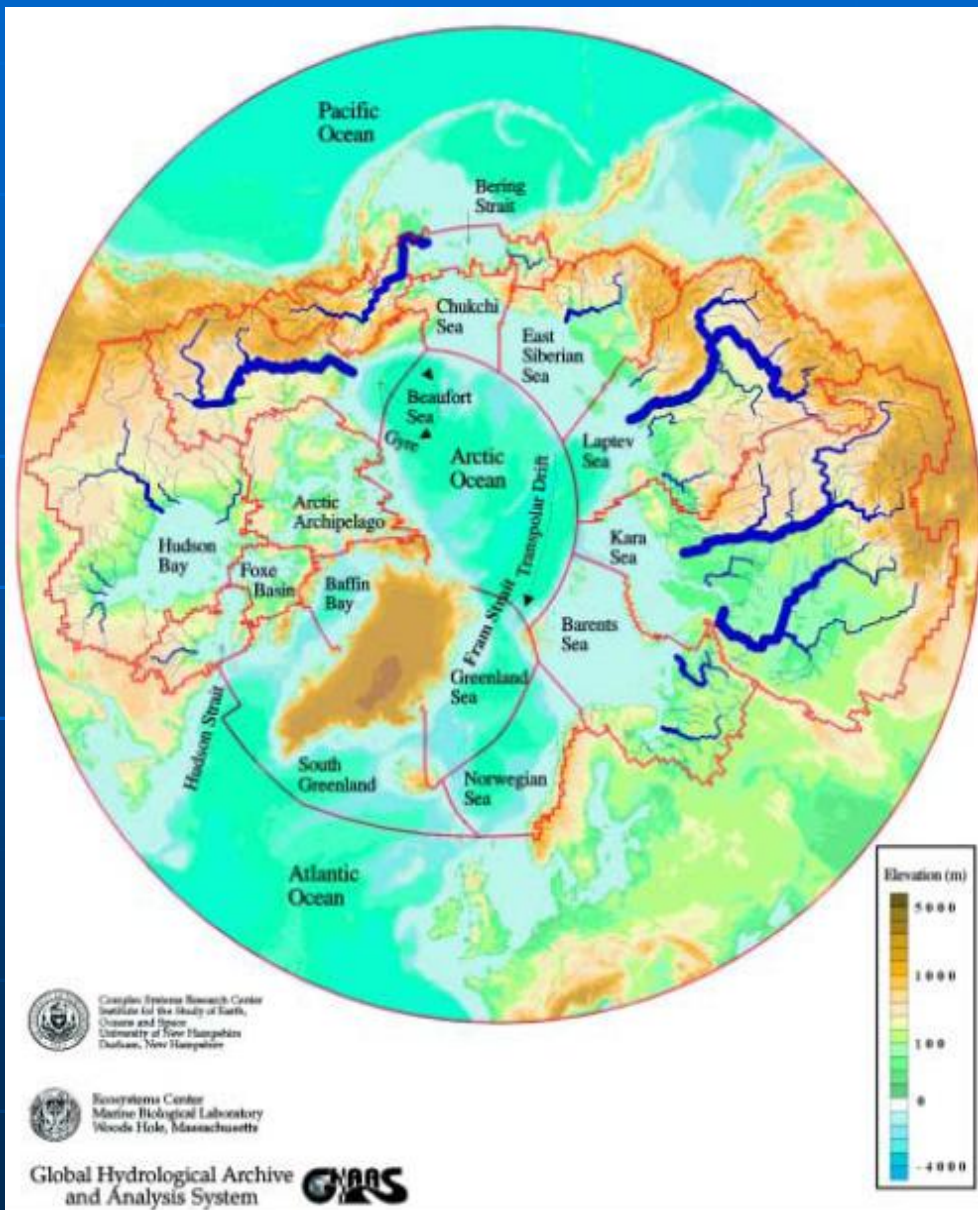 Pacific
Ocean
Bering
Strait
Chukchi
Sea
East
Siberian
Sea
Beaufort
Sea
Gyre
Laptev
Sea
Arctic
Ocean
Transpolar Drift
Arctic
Archipelago
Kara
Sea
Hudson
Bay
Foxe
Basin
Baffin
Bay
Fram Strait
Barents
Sea
Greenland
Sea
Hudson Strait
South
Greenland
Norwegian
Sea
Atlantic
Ocean
Elevation (m)
5000
1000
100
0
-4000
Complex Systems Research Center
Institute for the Study of Earth,
Oceans and Space
University of New Hampshire
Durham, New Hampshire
Ecosystems Center
Marine Biological Laboratory
Woods Hole, Massachusetts
Global Hydrological Archive
and Analysis System